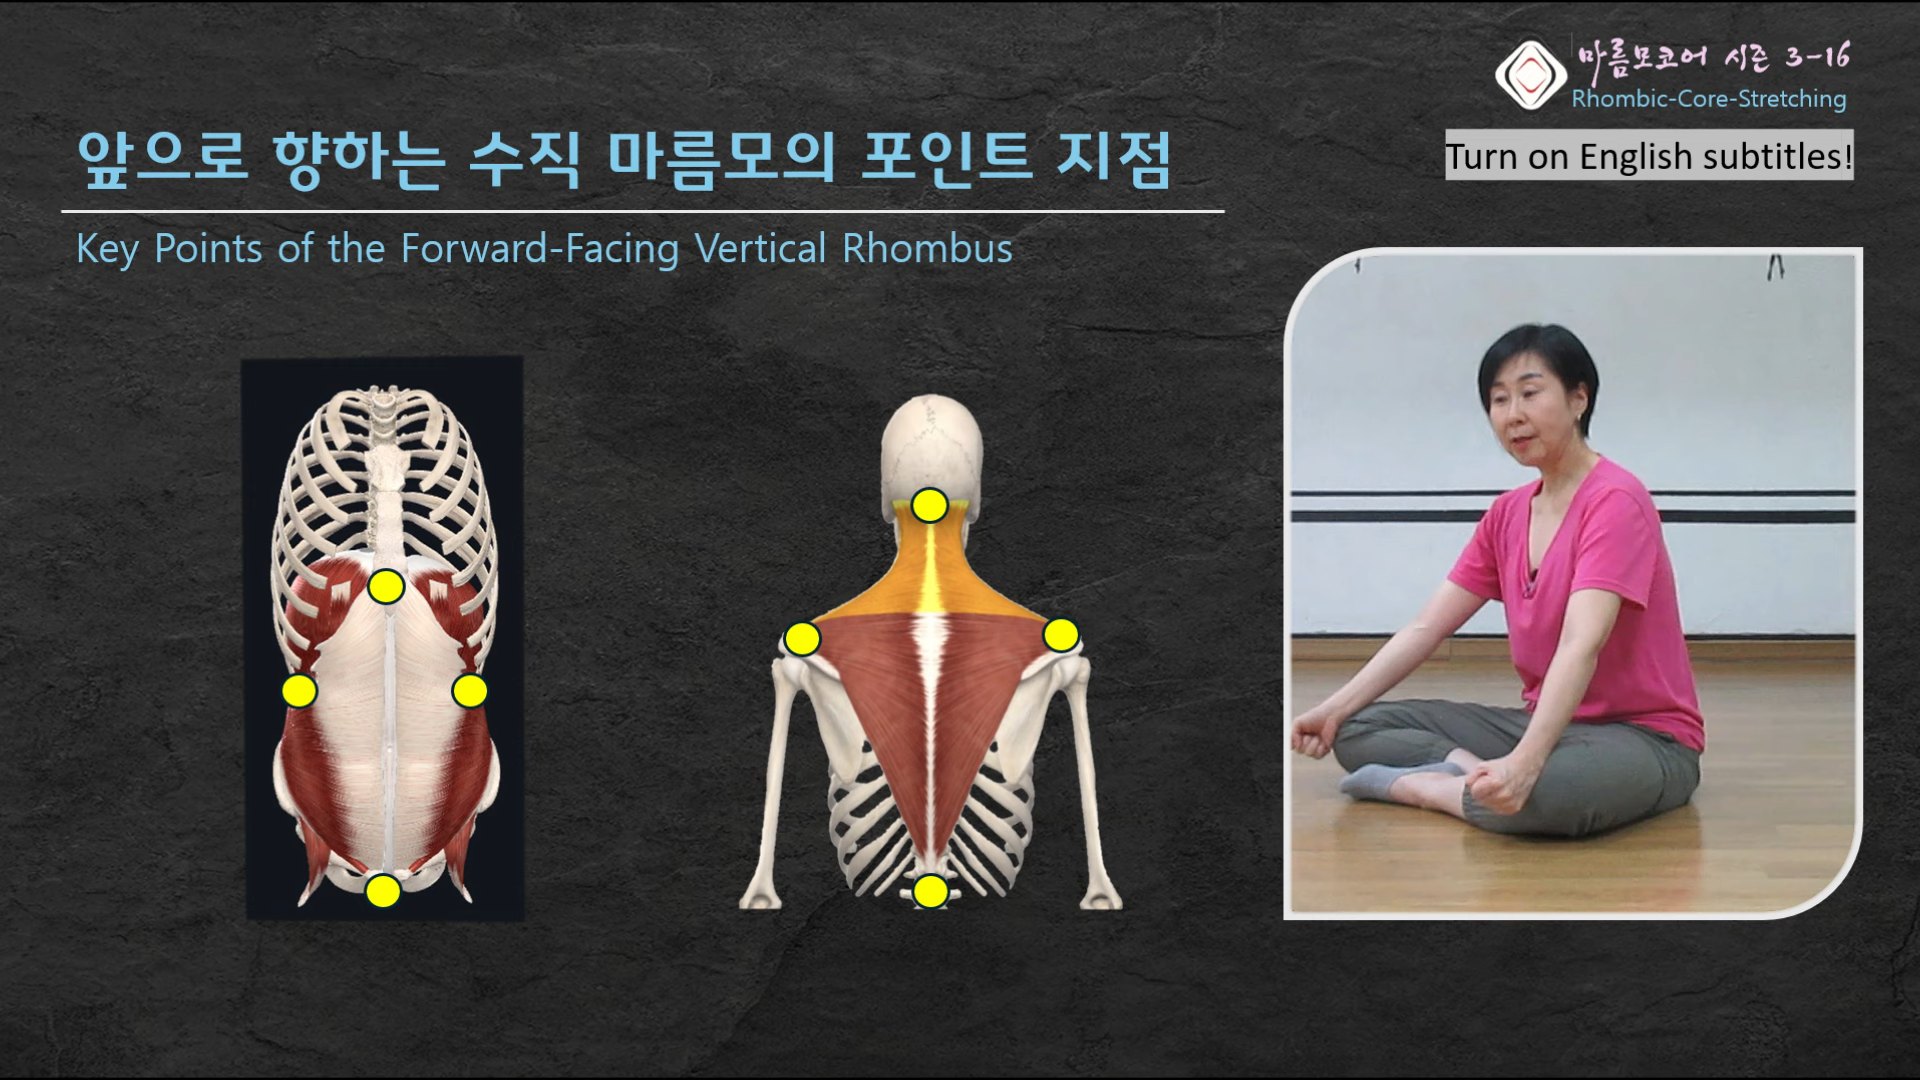 마름모코어 시즌 3-16
Rhombic-Core-Stretching
Turn on English subtitles!
앞으로 향하는 수직 마름모의 포인트 지점
Key Points of the Forward-Facing Vertical Rhombus